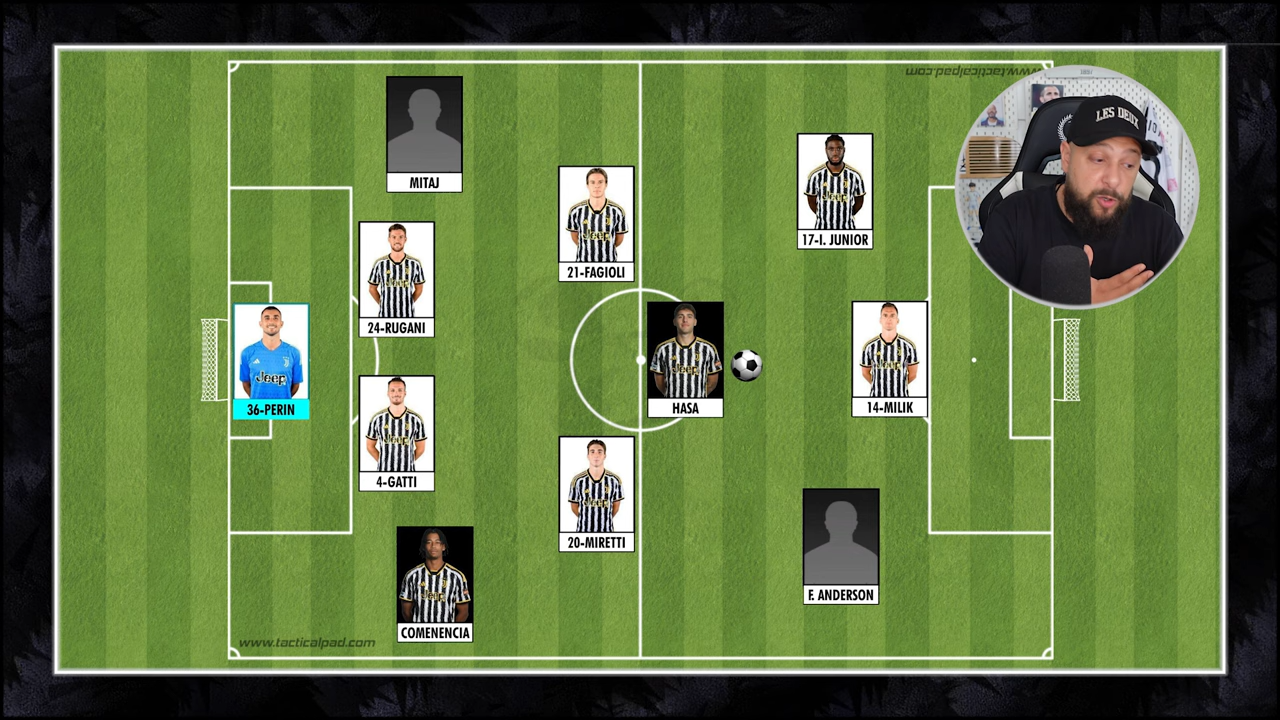 www.tacticalpad.com
LES DEUX
MITAJ
17-I. JUNIOR
21-FAGIOLI
24-RUGANI
Jeep
36-PERIN
HASA
14-MILIK
4-GATTI
20-MIRETTI
F. ANDERSON
COMENENCIA
www.tacticalpad.com